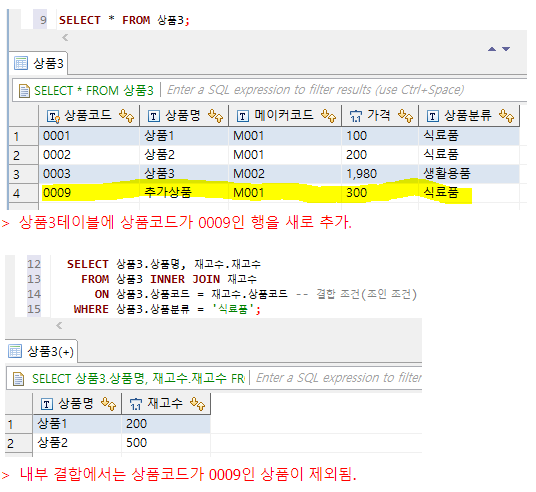 9 SELECT * FROM 상품3;
상품3
SELECT * FROM 상품3 Enter a SQL expression to filter results (use Ctrl+Space)
상품코드 상품명 메이커코드 가격 상품분류
1 0001 상품1 M001 100 식료품
2 0002 상품2 M001 200 식료품
3 0003 상품3 M002 1,980 생활용품
4 0009 추가상품 M001 300 식료품
> 상품3테이블에 상품코드가 0009인 행을 새로 추가.
12 SELECT 상품3.상품명, 재고수.재고수
13 FROM 상품3 INNER JOIN 재고수
14 ON 상품3.상품코드 = 재고수.상품코드 -- 결합 조건(조인 조건)
15 WHERE 상품3.상품분류 = '식료품';
상품3(+)
SELECT 상품3.상품명, 재고수.재고수 FR Enter a SQL expression to filter
상품명 재고수
1 상품1 200
2 상품2 500
> 내부 결합에서는 상품코드가 0009인 상품이 제외됨.